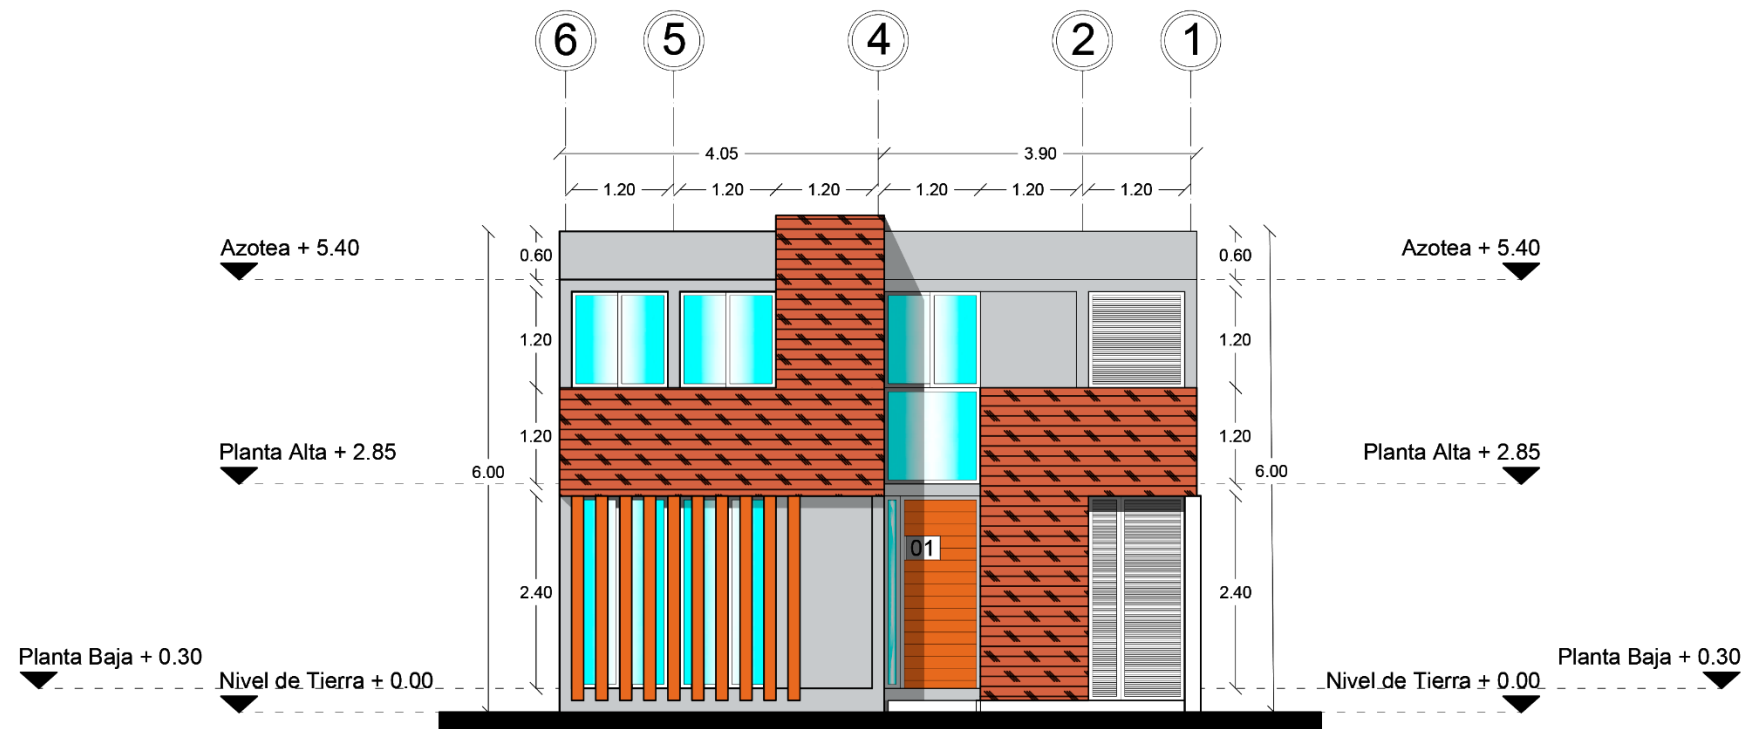 6 5 4 2 1
4.05 3.90
1.20 1.20 1.20 1.20 1.20 1.20
Azotea + 5.40 0.60 0.60 Azotea + 5.40
1.20 1.20
Planta Alta + 2.85 1.20 1.20 Planta Alta + 2.85
6.00 6.00
01
2.40 2.40
Planta Baja + 0.30 Planta Baja + 0.30
Nivel de Tierra + 0.00 Nivel de Tierra + 0.00